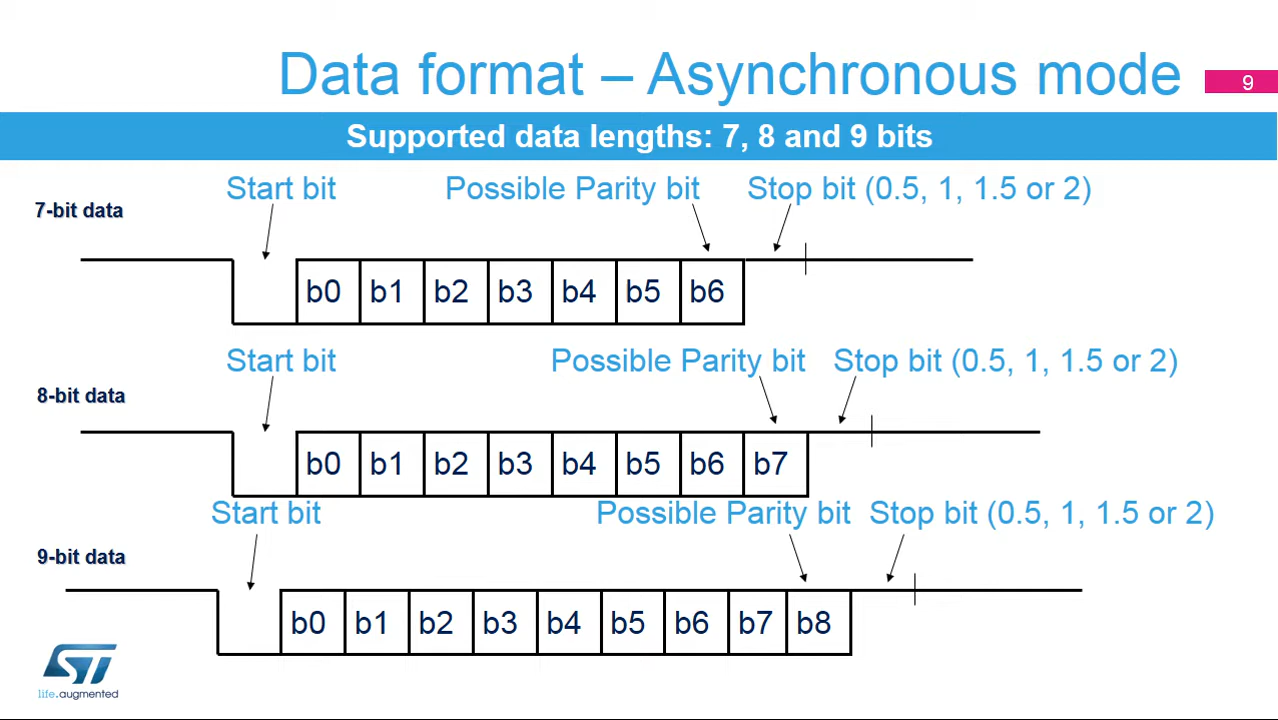 Data format – Asynchronous mode
9
Supported data lengths: 7, 8 and 9 bits
Start bit
Possible Parity bit
Stop bit (0.5, 1, 1.5 or 2)
7-bit data
b0 b1 b2 b3 b4 b5 b6
Start bit
Possible Parity bit
Stop bit (0.5, 1, 1.5 or 2)
8-bit data
b0 b1 b2 b3 b4 b5 b6 b7
Start bit
Possible Parity bit
Stop bit (0.5, 1, 1.5 or 2)
9-bit data
b0 b1 b2 b3 b4 b5 b6 b7 b8
ST
life.augmented